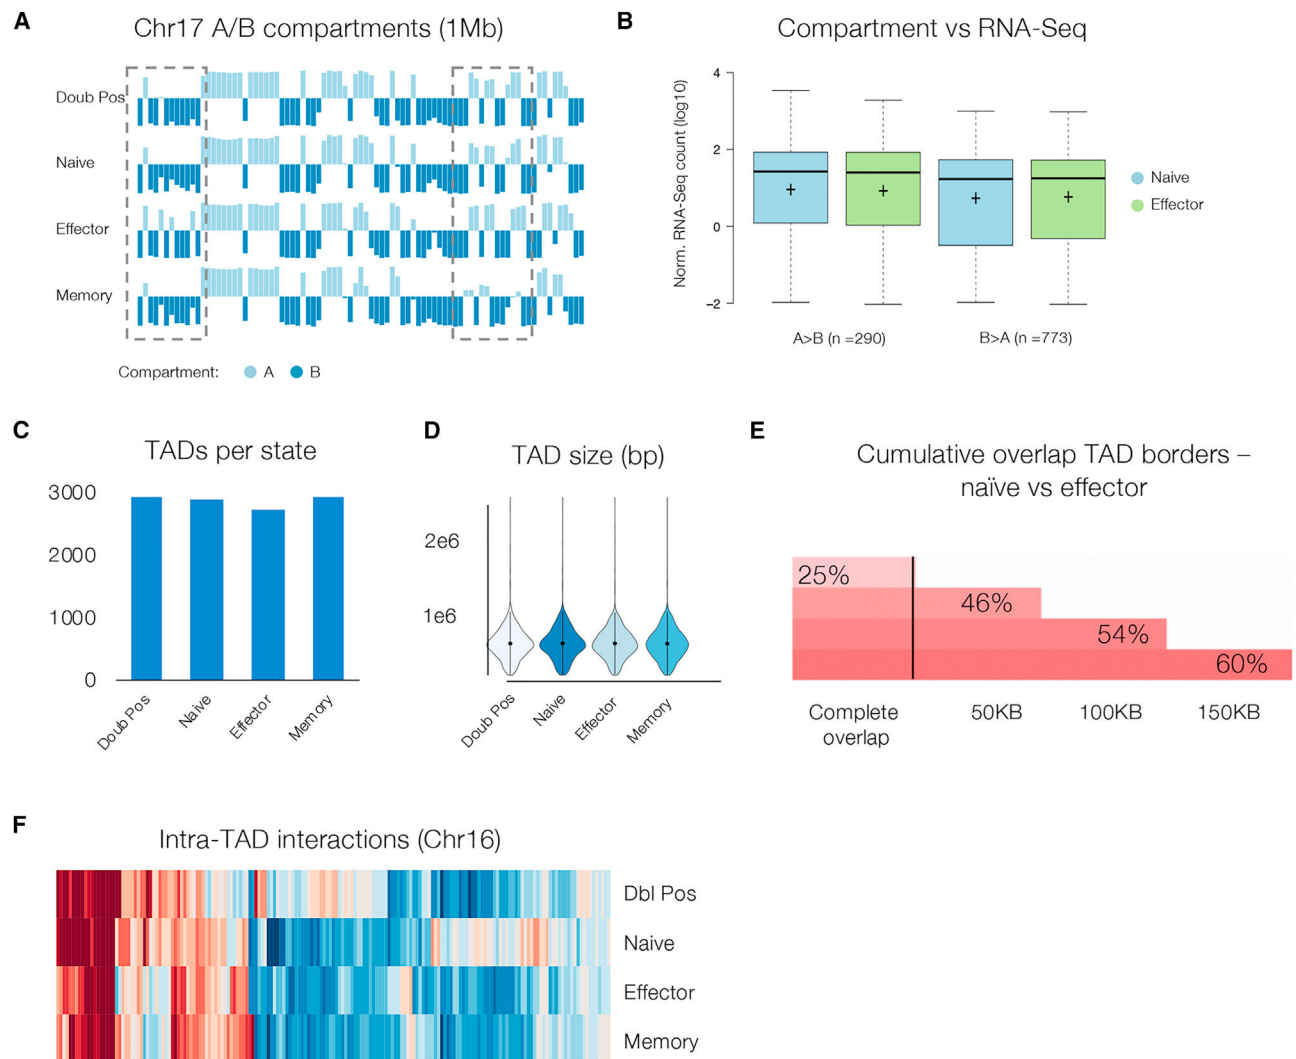 A
Chr17 A/B compartments (1Mb)
Doub Pos
Naive
Effector
Memory
Compartment: A B
B
Compartment vs RNA-Seq
Norm. RNA-Seq count (log10)
4
2
0
−2
A>B (n =290)
B>A (n =773)
Naive
Effector
C
TADs per state
3000
2000
1000
0
Doub Pos
Naive
Effector
Memory
D
TAD size (bp)
2e6
1e6
Doub Pos
Naive
Effector
Memory
E
Cumulative overlap TAD borders –
naïve vs effector
25%
46%
54%
60%
Complete
overlap
50KB
100KB
150KB
F
Intra-TAD interactions (Chr16)
Dbl Pos
Naive
Effector
Memory